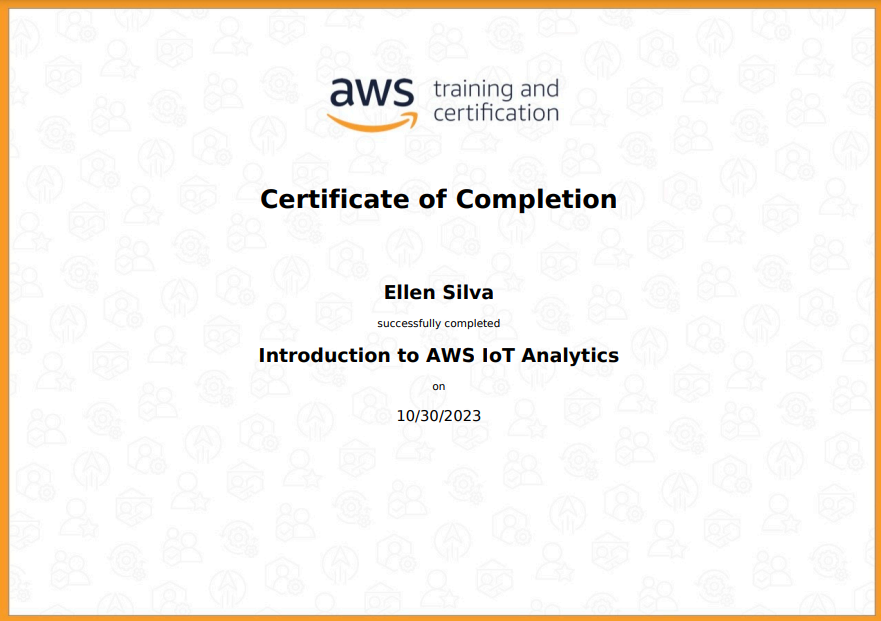 aws training and
certification
Certificate of Completion
Ellen Silva
successfully completed
Introduction to AWS IoT Analytics
on
10/30/2023